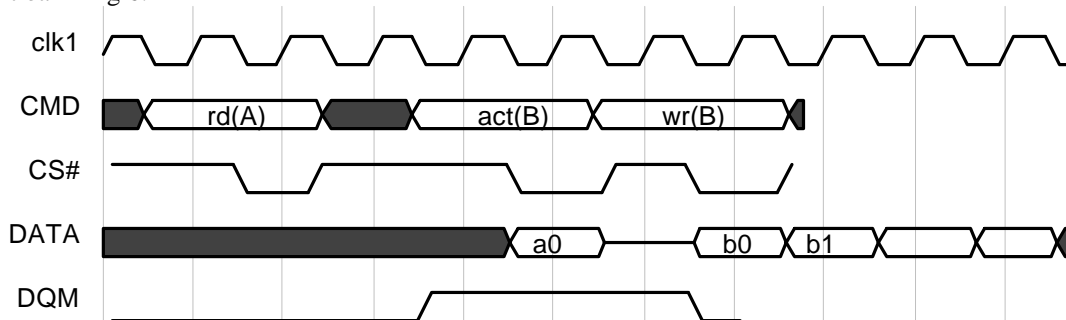 clk1
CMD rd(A) act(B) wr(B)
CS#
DATA a0 b0 b1
DQM